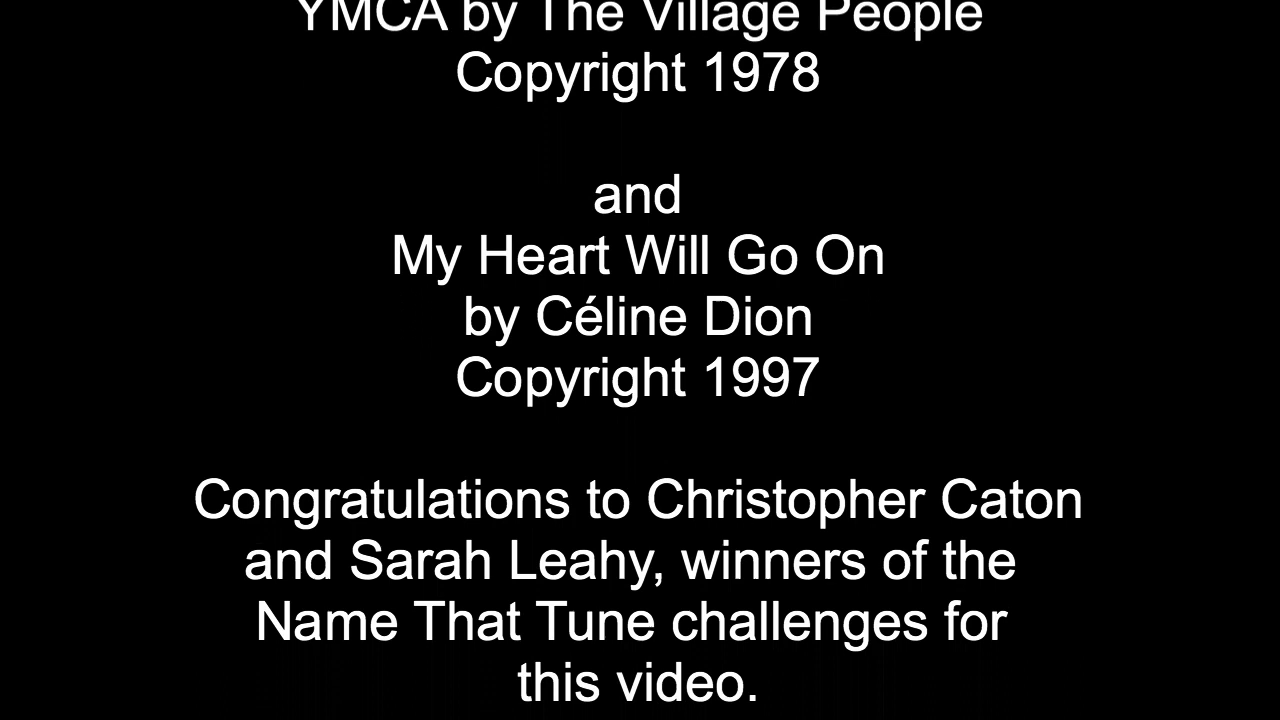 YMCA by The Village People
Copyright 1978
and
My Heart Will Go On
by Céline Dion
Copyright 1997
Congratulations to Christopher Caton
and Sarah Leahy, winners of the
Name That Tune challenges for
this video.